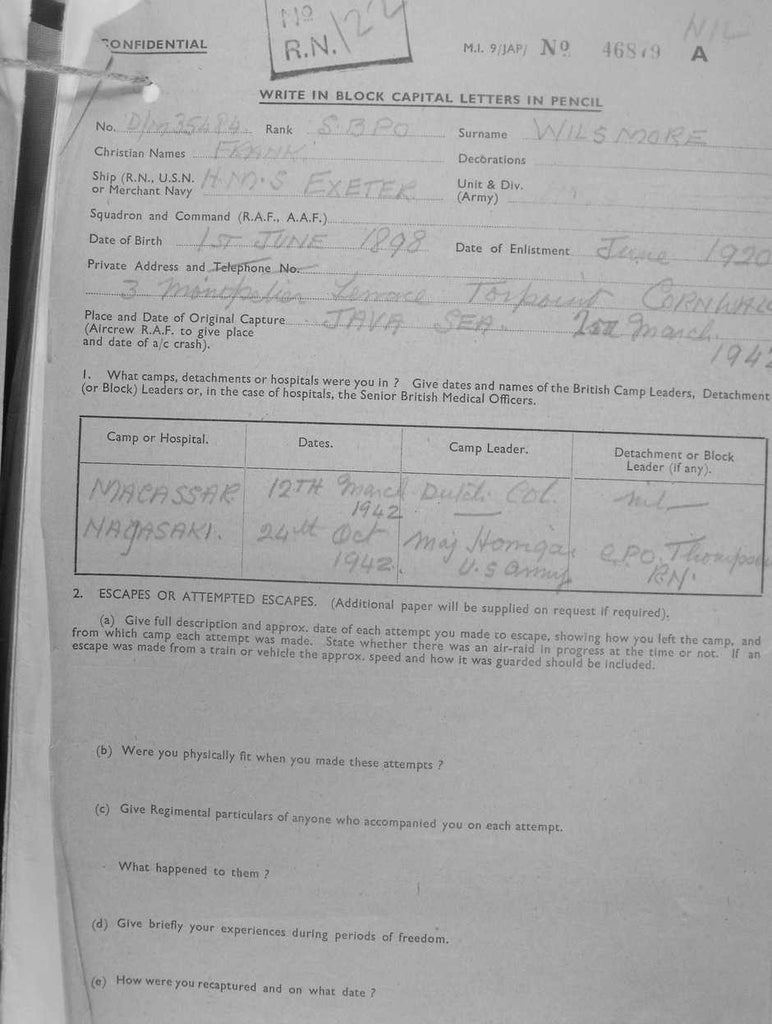 No
R.N. 122
NIL
CONFIDENTIAL
M.I. 9/JAP/ No 46819 A
WRITE IN BLOCK CAPITAL LETTERS IN PENCIL
No. D/M 35484 Rank S.B.P.O Surname WILSMORE
Christian Names FRANK Decorations
Ship (R.N., U.S.N. or Merchant Navy H.M.S EXETER Unit & Div. (Army)
Squadron and Command (R.A.F., A.A.F.)
Date of Birth 1ST JUNE 1898 Date of Enlistment June 1920
Private Address and Telephone No.
3 Montpelier Terrace Torpoint CORNWAL
Place and Date of Original Capture JAVA SEA. March
(Aircrew R.A.F. to give place 1942
and date of a/c crash).
1. What camps, detachments or hospitals were you in ? Give dates and names of the British Camp Leaders, Detachment
(or Block) Leaders or, in the case of hospitals, the Senior British Medical Officers.
Camp or Hospital. Dates. Camp Leader. Detachment or Block Leader (if any).
MACASSAR 12TH March 1942 Dutch Col. nil
NAGASAKI. 24th Oct 1942. Maj Horrigan U.S Army C.P.O. Thompson R.N.
2. ESCAPES OR ATTEMPTED ESCAPES. (Additional paper will be supplied on request if required).
(a) Give full description and approx. date of each attempt you made to escape, showing how you left the camp, and
from which camp each attempt was made. State whether there was an air-raid in progress at the time or not. If an
escape was made from a train or vehicle the approx. speed and how it was guarded should be included.
(b) Were you physically fit when you made these attempts ?
(c) Give Regimental particulars of anyone who accompanied you on each attempt.
What happened to them ?
(d) Give briefly your experiences during periods of freedom.
(e) How were you recaptured and on what date ?